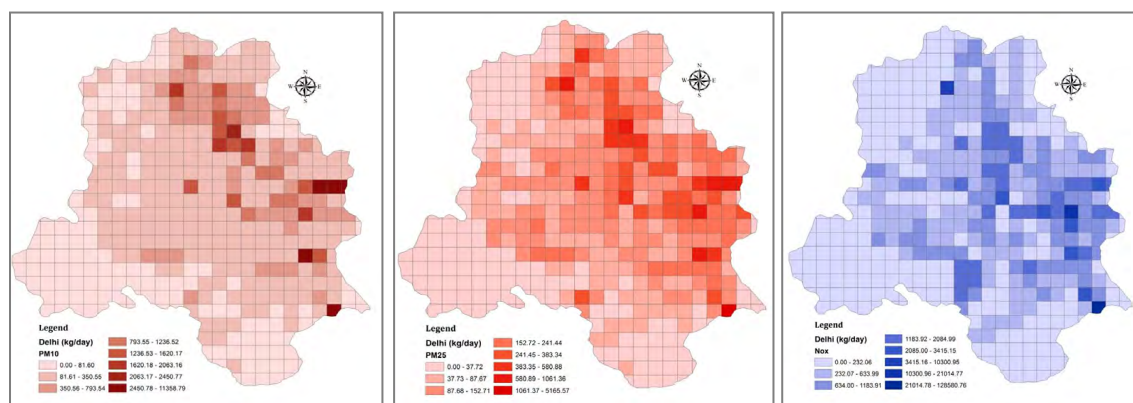 N
W E
S
Legend
Delhi (kg/day)
PM10
0.00 - 81.60
81.61 - 350.55
350.56 - 793.54
793.55 - 1236.52
1236.53 - 1620.17
1620.18 - 2063.16
2063.17 - 2450.77
2450.78 - 11358.79
N
W E
S
Legend
Delhi (kg/day)
PM25
0.00 - 37.72
37.73 - 87.67
87.68 - 152.71
152.72 - 241.44
241.45 - 383.34
383.35 - 580.88
580.89 - 1061.36
1061.37 - 5165.57
N
W E
S
Legend
Delhi (kg/day)
Nox
0.00 - 232.06
232.07 - 633.99
634.00 - 1183.91
1183.92 - 2084.99
2085.00 - 3415.15
3415.16 - 10300.95
10300.96 - 21014.77
21014.78 - 128580.76